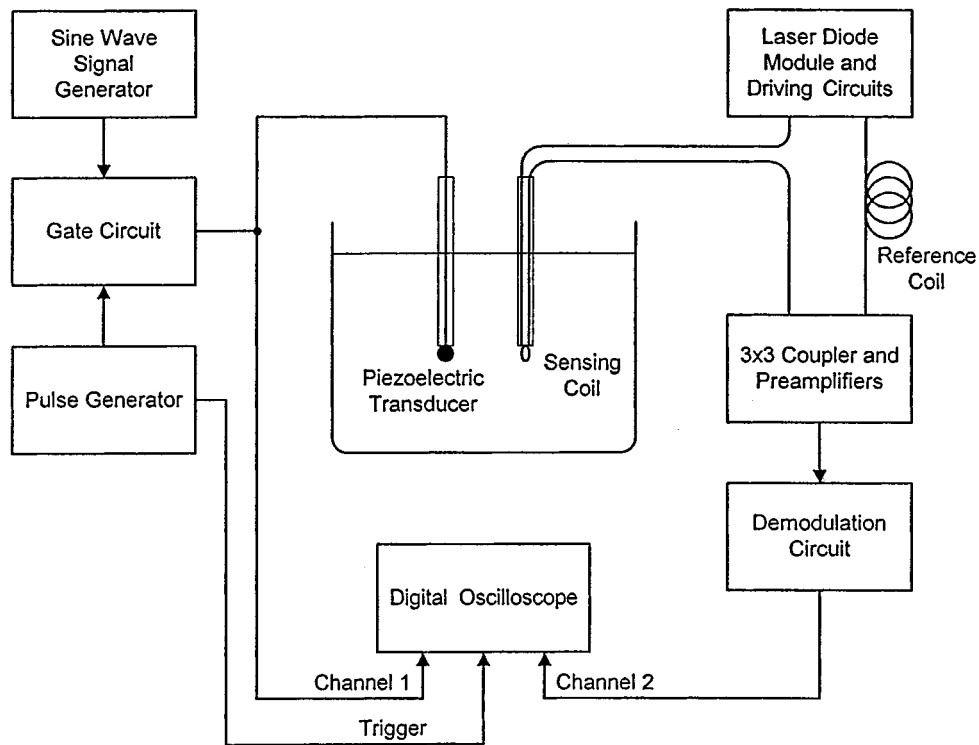 Sine Wave
Signal
Generator
Laser Diode
Module and
Driving Circuits
Gate Circuit
Reference
Coil
Pulse Generator
Piezoelectric
Transducer
Sensing
Coil
3x3 Coupler and
Preamplifiers
Demodulation
Circuit
Digital Oscilloscope
Channel 1
Channel 2
Trigger